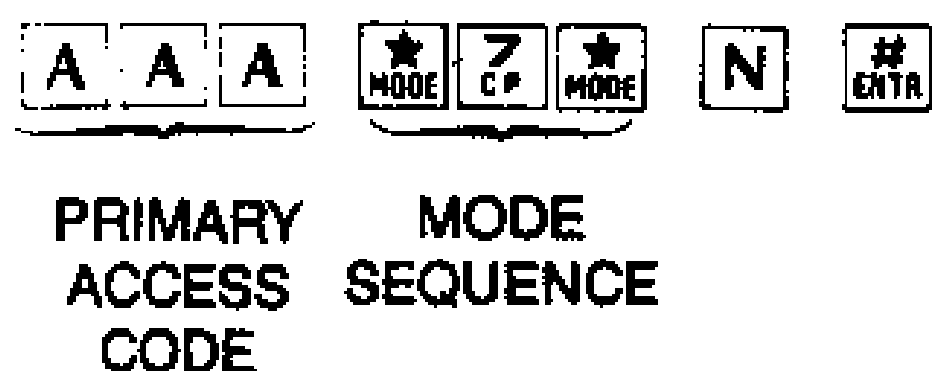 A A A ★ 7 ★ N #
MODE CP MODE ENTR
PRIMARY MODE
ACCESS SEQUENCE
CODE